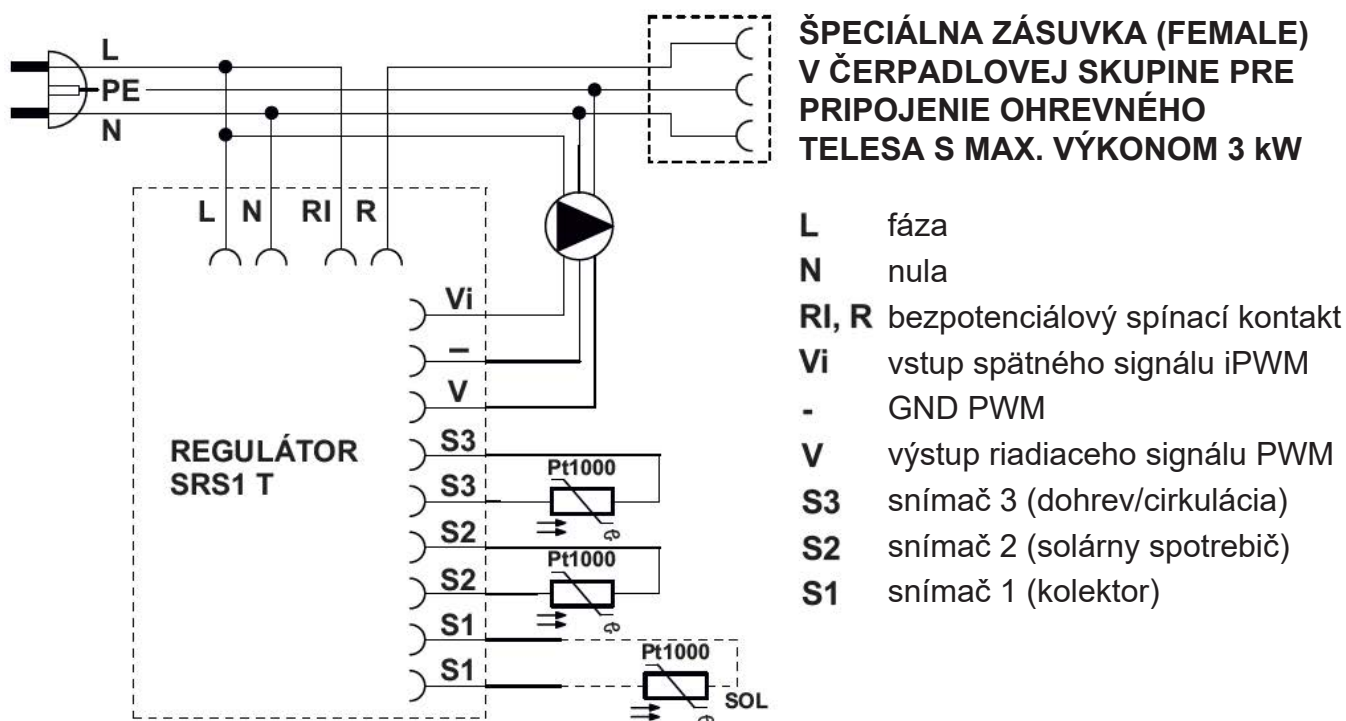 L
PE
N
ŠPECIÁLNA ZÁSUVKA (FEMALE)
V ČERPADLOVEJ SKUPINE PRE
PRIPOJENIE OHREVNÉHO
TELESA S MAX. VÝKONOM 3 kW
L N RI R
Vi
–
V
S3
S3
S2
S2
S1
S1
REGULÁTOR
SRS1 T
Pt1000
ϑ
Pt1000
ϑ
Pt1000
SOL
ϑ
L fáza
N nula
RI, R bezpotenciálový spínací kontakt
Vi vstup spätného signálu iPWM
- GND PWM
V výstup riadiaceho signálu PWM
S3 snímač 3 (dohrev/cirkulácia)
S2 snímač 2 (solárny spotrebič)
S1 snímač 1 (kolektor)